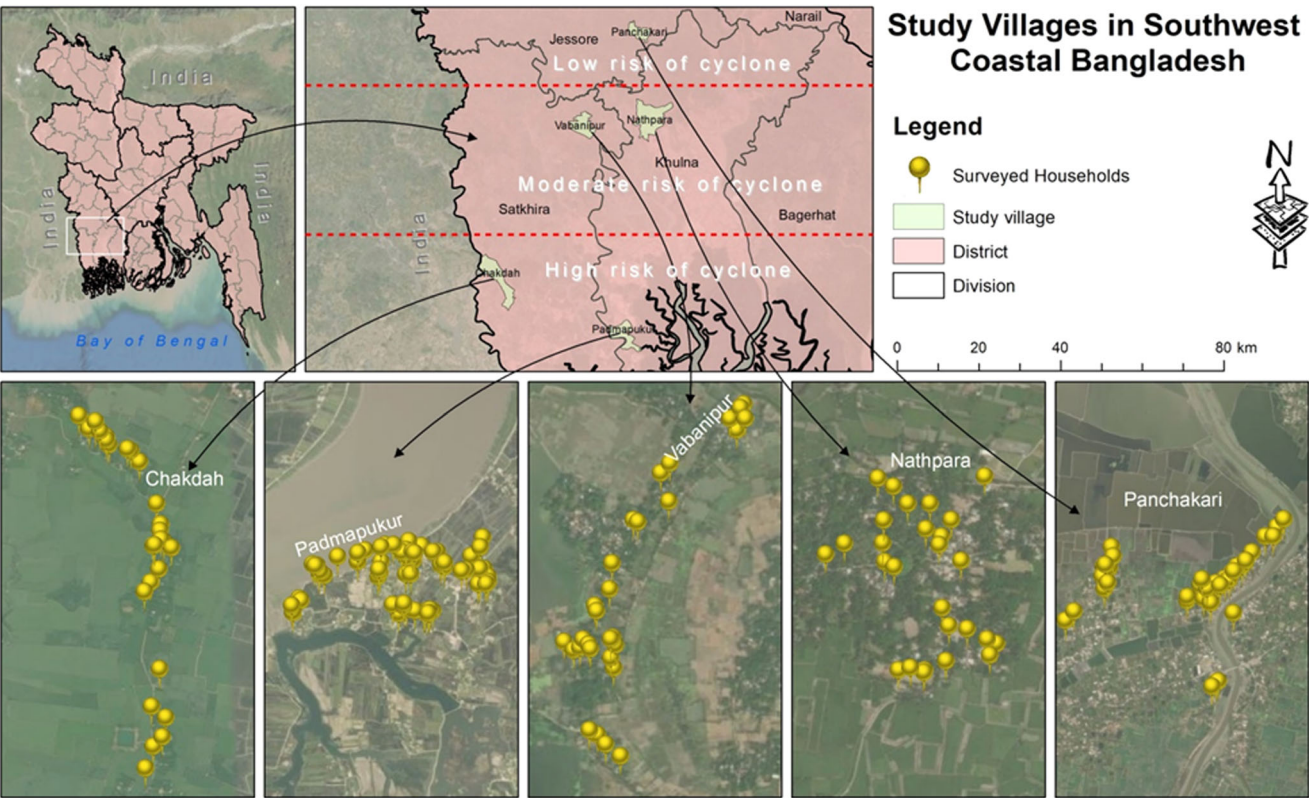 Study Villages in Southwest
Coastal Bangladesh
India
India
India
Bay of Bengal
Narail
Jessore
Panchakari
Low risk of cyclone
Vabanipur
Nathpara
Khulna
Moderate risk of cyclone
Satkhira
Bagerhat
India
High risk of cyclone
Chakdah
Padmapukur
Legend
Surveyed Households
Study village
District
Division
N
0 20 40 80 km
Chakdah
Padmapukur
Vabanipur
Nathpara
Panchakari